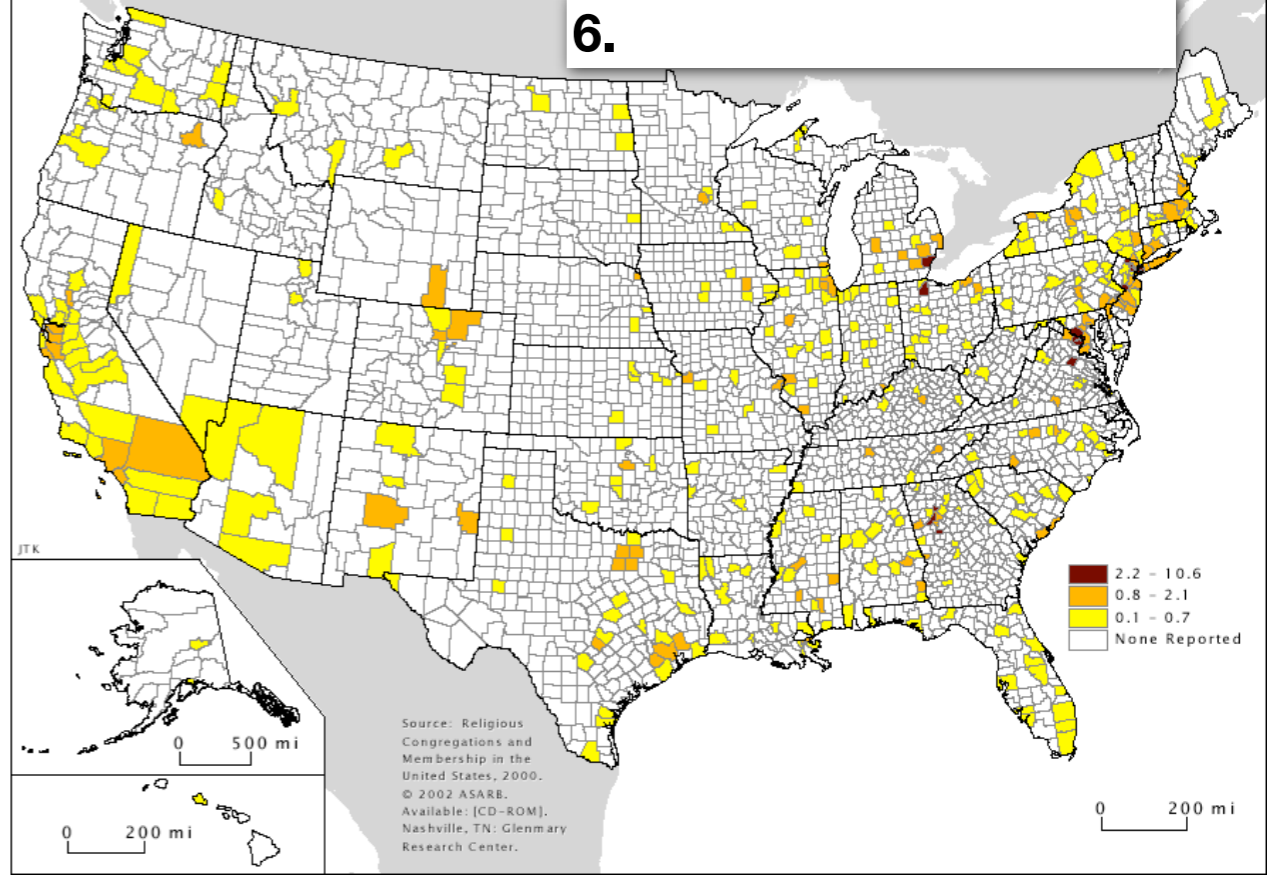 6.
JTK
2.2 - 10.6
0.8 - 2.1
0.1 - 0.7
None Reported
Source: Religious
Congregations and
Membership in the
United States, 2000.
© 2002 ASARB.
Available: [CD-ROM].
Nashville, TN: Glenmary
Research Center.
0 500 mi
0 200 mi
0 200 mi